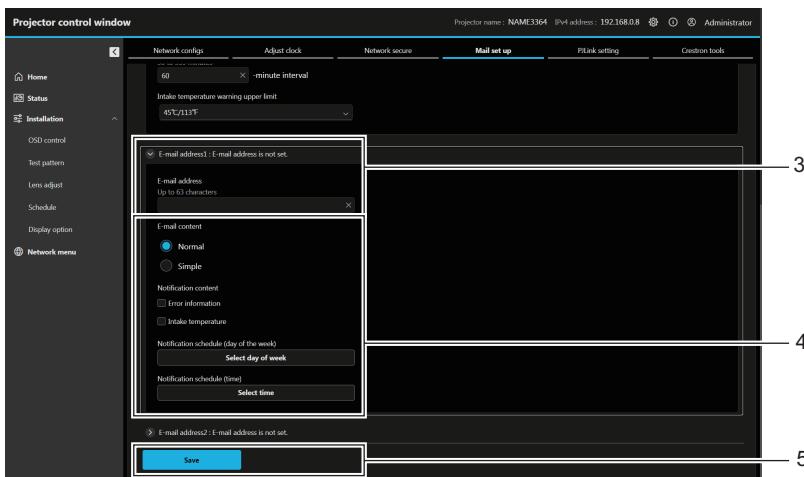 Projector control window
Projector name : NAME3364 IPv4 address : 192.168.0.8 Administrator
Network configs Adjust clock Network secure Mail set up PJLink setting Crestron tools
Home
Status
Installation
OSD control
Test pattern
Lens adjust
Schedule
Display option
Network menu
60 -minute interval
Intake temperature warning upper limit
45℃/113℉
E-mail address1 : E-mail address is not set.
3
E-mail address
Up to 63 characters
E-mail content
Normal
Simple
Notification content
Error information
Intake temperature
Notification schedule (day of the week)
4
Select day of week
Notification schedule (time)
Select time
E-mail address2 : E-mail address is not set.
Save
5